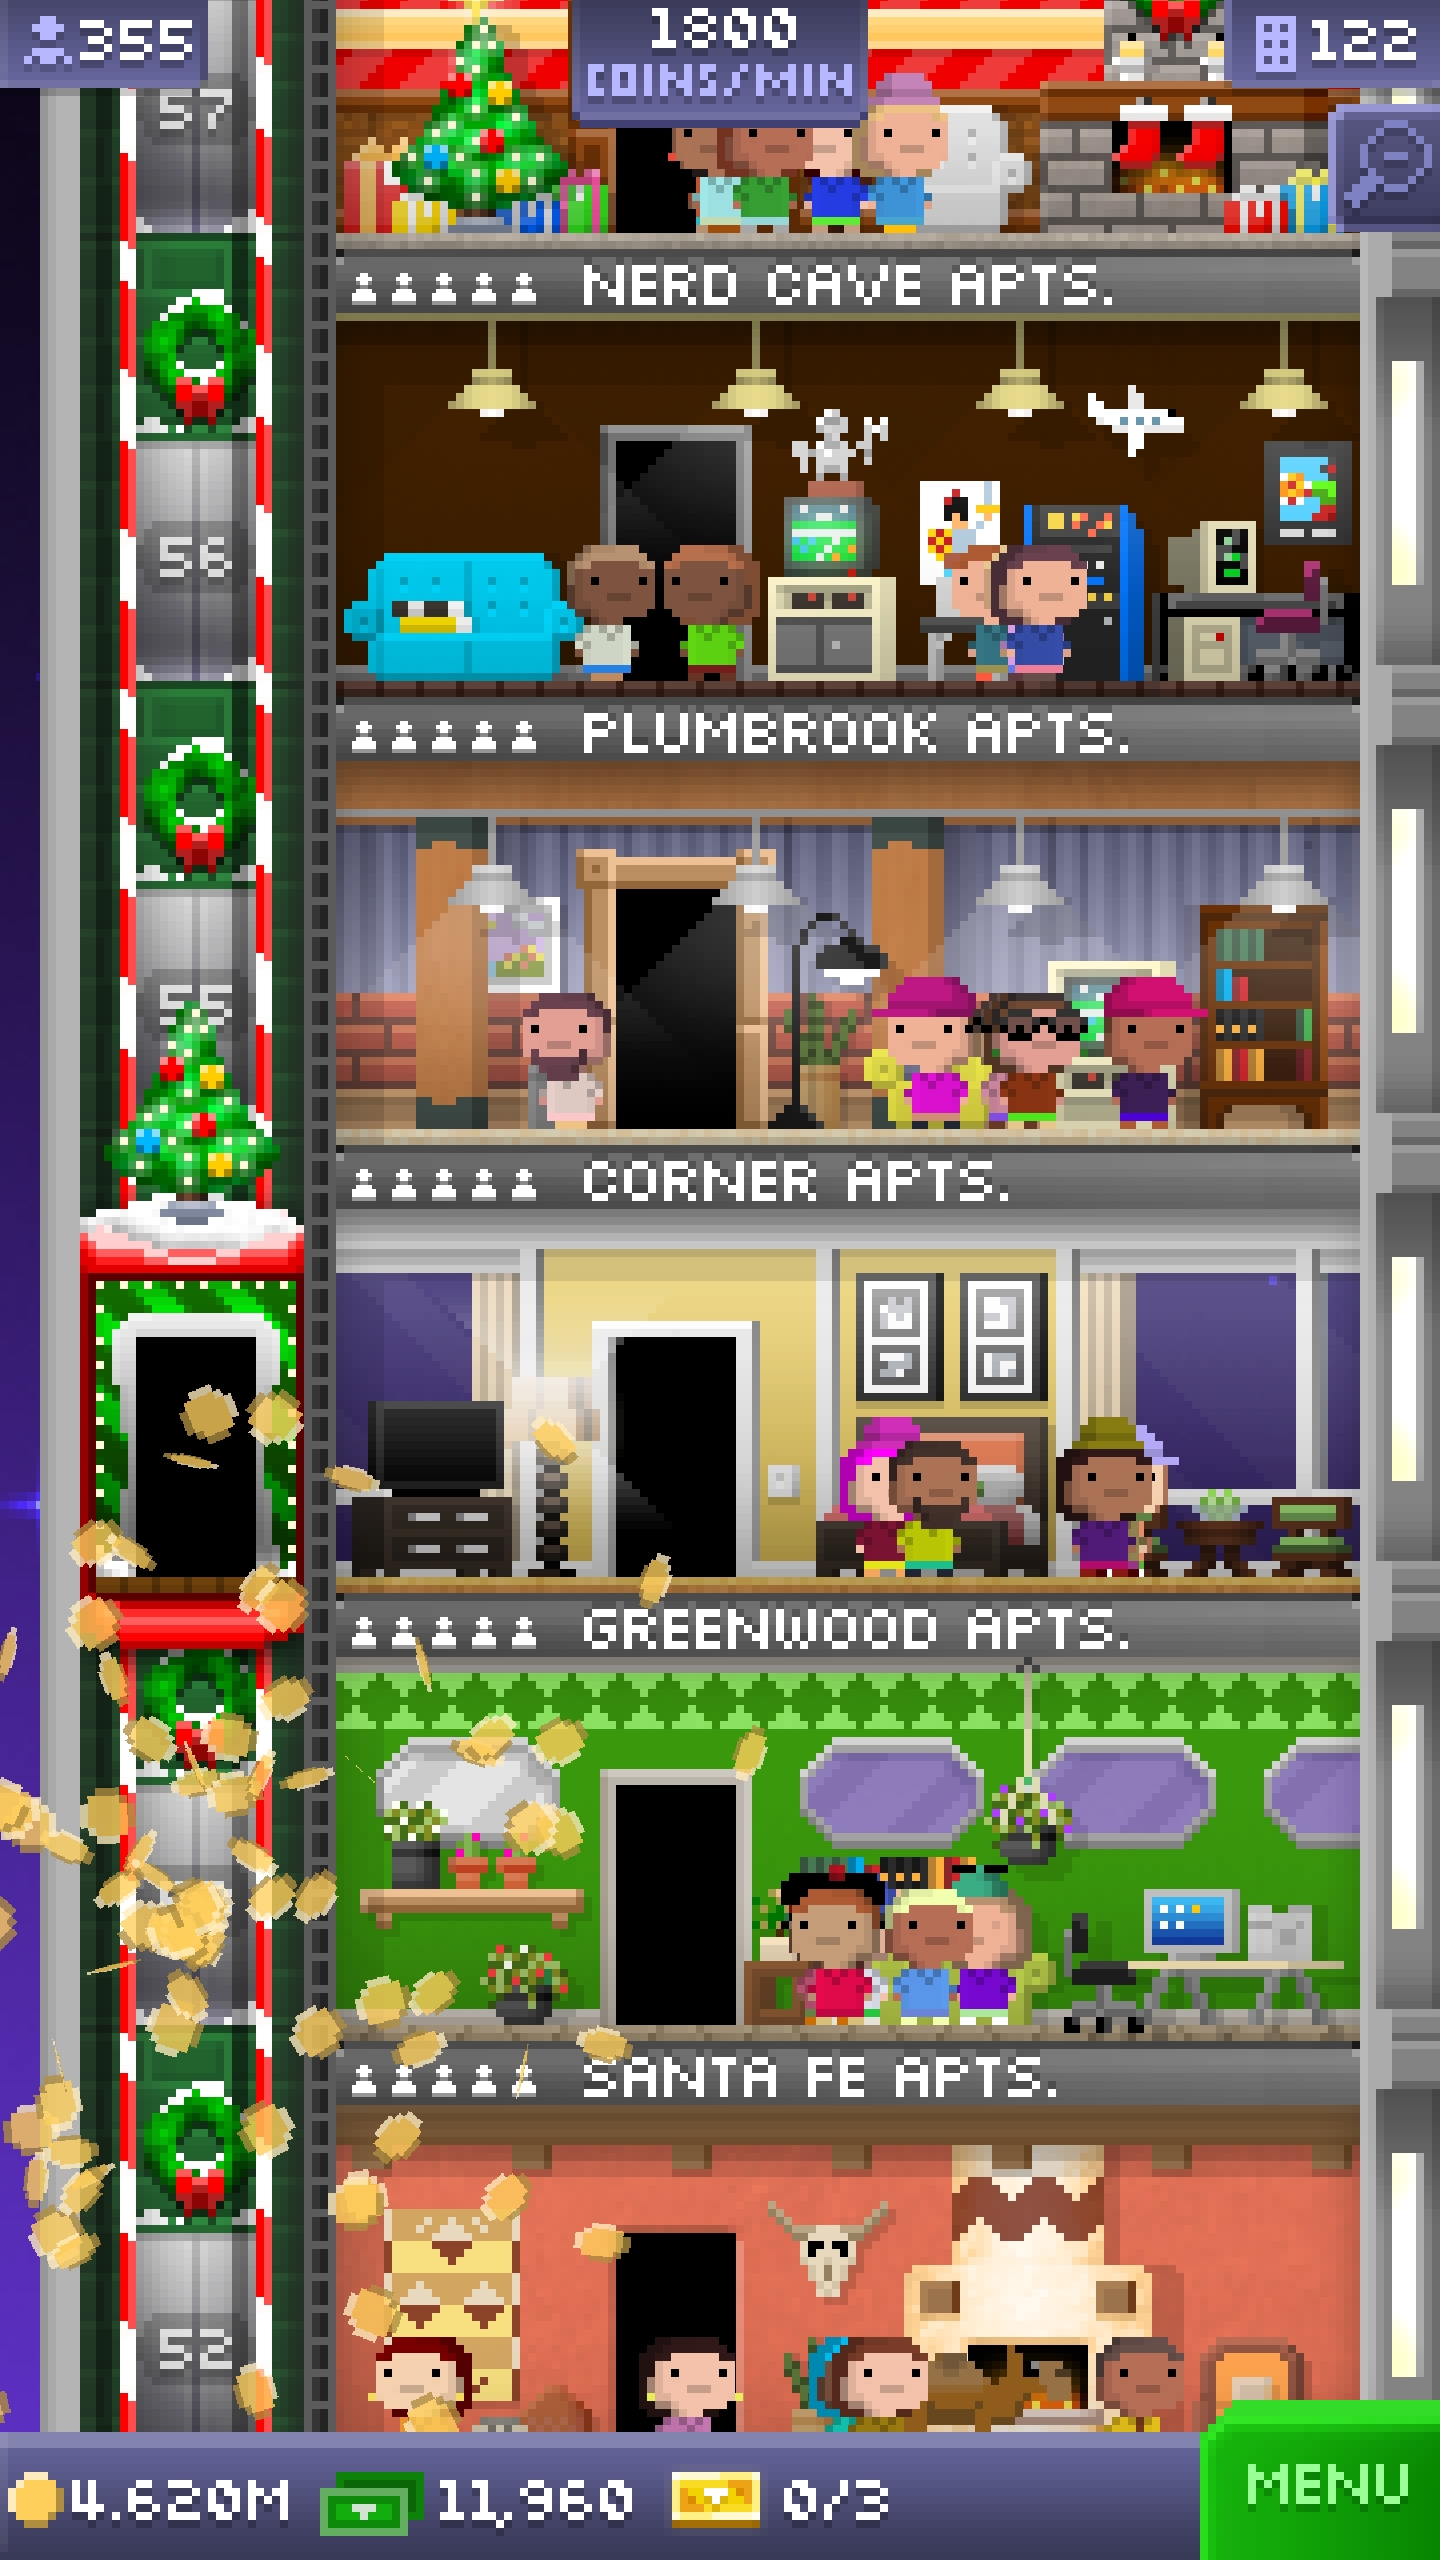 355
1800
COINS/MIN
122
57
NERD CAVE APTS.
56
PLUMBROOK APTS.
55
CORNER APTS.
GREENWOOD APTS.
SANTA FE APTS.
52
4.620M
11,960
0/3
MENU